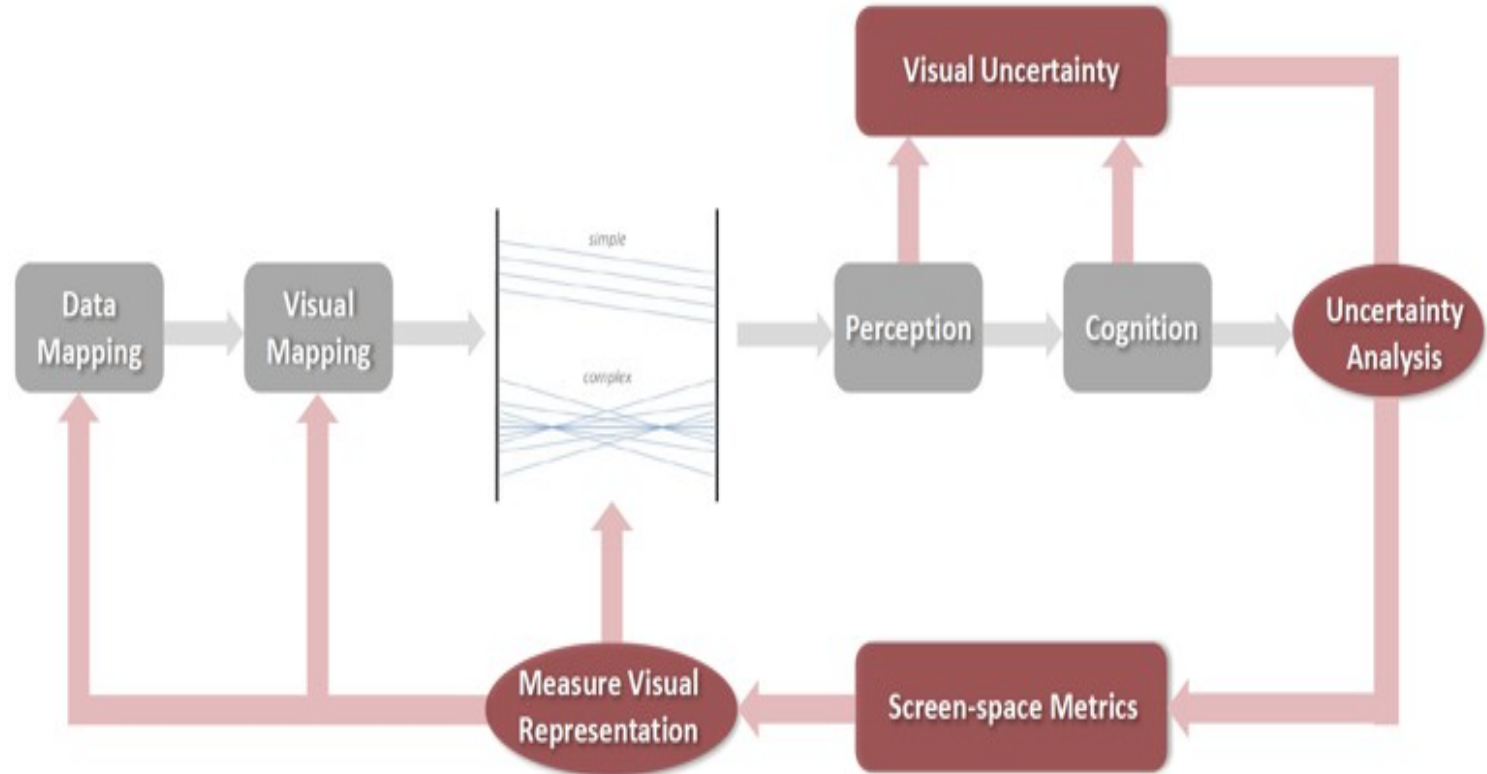 Visual Uncertainty
simple
Data
Mapping
Visual
Mapping
Perception
Cognition
Uncertainty
Analysis
complex
Measure Visual
Representation
Screen-space Metrics